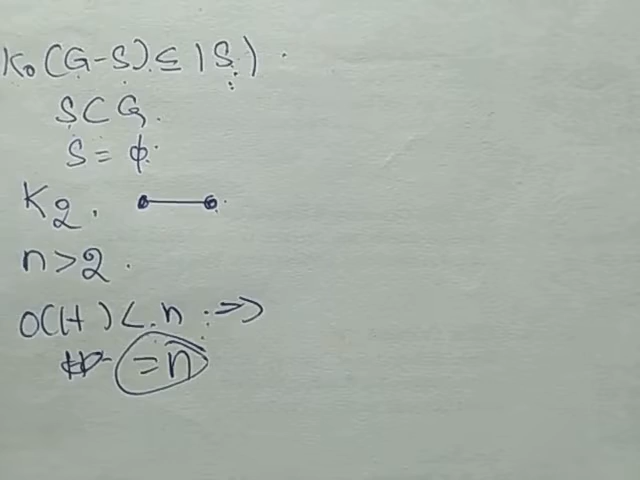 K₀(G-S) ≤ |S|.
S⊂G.
S = ϕ.
K₂.
n>2.
O(H) < n :⇒
= n